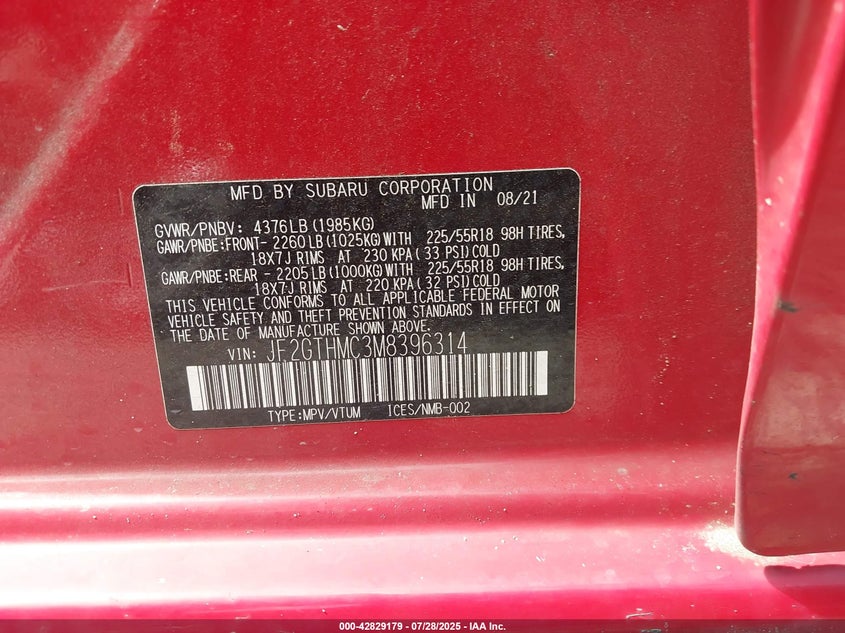 MFD BY SUBARU CORPORATION
MFD IN 08/21
GVWR/PNBV: 4376LB(1985KG)
GAWR/PNBE:FRONT- 2260LB(1025KG)WITH 225/55R18 98H TIRES,
18X7J RIMS AT 230 KPA(33 PSI)COLD
GAWR/PNBE:REAR - 2205LB(1000KG)WITH 225/55R18 98H TIRES,
18X7J RIMS AT 220 KPA(32 PSI)COLD
THIS VEHICLE CONFORMS TO ALL APPLICABLE FEDERAL MOTOR
VEHICLE SAFETY AND THEFT PREVENTION STANDARDS IN EFFECT ON
THE DATE OF MANUFACTURE SHOWN ABOVE.
VIN: JF2GTHMC3M8396314
TYPE:MPV/VTUM ICES/NMB-002
000-42829179 | 07/28/2025 | IAA Inc.